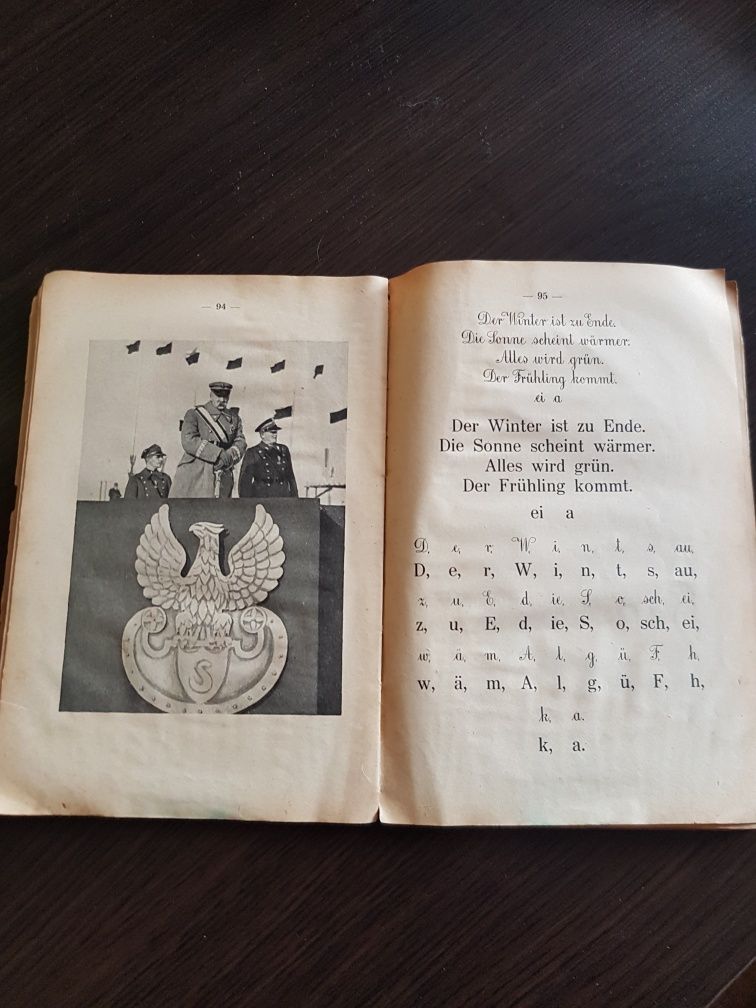 — 94 —
S
— 95 —
Der Winter ist zu Ende.
Die Sonne scheint wärmer.
Alles wird grün.
Der Frühling kommt.
ei a
Der Winter ist zu Ende.
Die Sonne scheint wärmer.
Alles wird grün.
Der Frühling kommt.
ei a
D, e, r, W, i, n, t, s, au,
D, e, r, W, i, n, t, s, au,
z, u, E, d, ie, S, o, sch, ei,
z, u, E, d, ie, S, o, sch, ei,
w, ä, m, A, l, g, ü, F, h,
w, ä, m, A, l, g, ü, F, h,
k, a.
k, a.